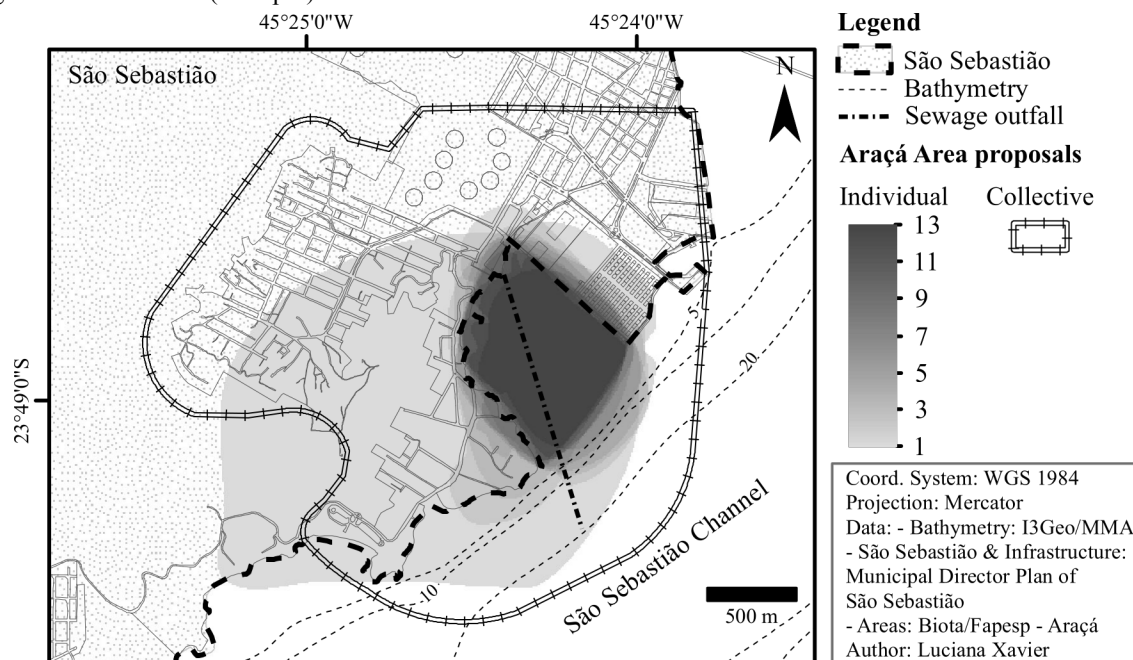 45°25'0"W
45°24'0"W
São Sebastião
N
23°49'0"S
5
20
10
São Sebastião Channel
500 m
Legend
São Sebastião
Bathymetry
Sewage outfall
Araçá Area proposals
Individual
Collective
13
11
9
7
5
3
1
Coord. System: WGS 1984
Projection: Mercator
Data: - Bathymetry: I3Geo/MMA
- São Sebastião & Infrastructure:
Municipal Director Plan of
São Sebastião
- Areas: Biota/Fapesp - Araçá
Author: Luciana Xavier